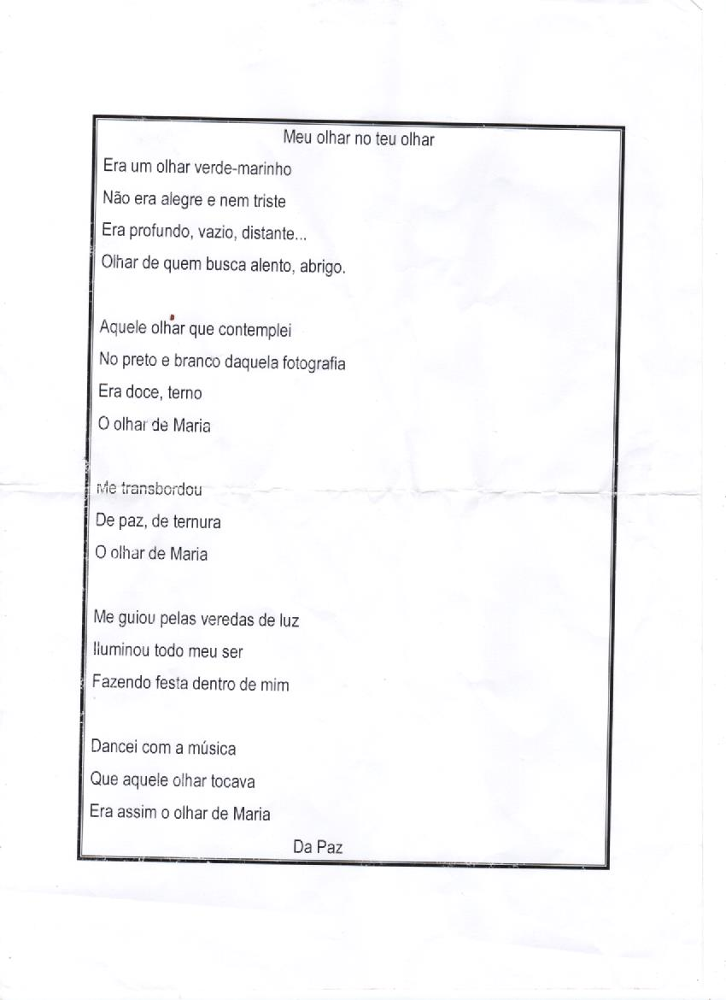 Meu olhar no teu olhar
Era um olhar verde-marinho
Não era alegre e nem triste
Era profundo, vazio, distante...
Olhar de quem busca alento, abrigo.
Aquele olhar que contemplei
No preto e branco daquela fotografia
Era doce, terno
O olhar de Maria
Me transbordou
De paz, de ternura
O olhar de Maria
Me guiou pelas veredas de luz
Iluminou todo meu ser
Fazendo festa dentro de mim
Dancei com a música
Que aquele olhar tocava
Era assim o olhar de Maria
Da Paz